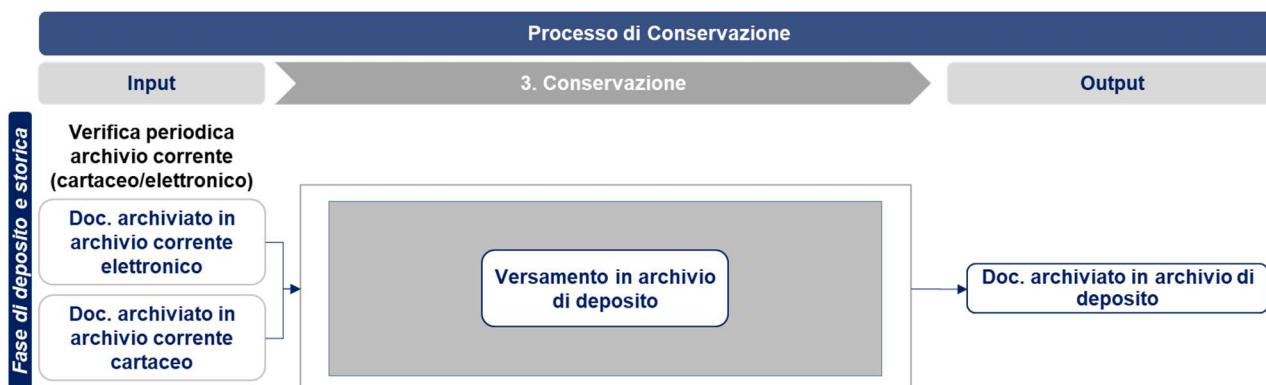 Processo di Conservazione
Input
3. Conservazione
Output
Fase di deposito e storica
Verifica periodica
archivio corrente
(cartaceo/elettronico)
Doc. archiviato in
archivio corrente
elettronico
Doc. archiviato in
archivio corrente
cartaceo
Versamento in archivio
di deposito
Doc. archiviato in archivio di
deposito